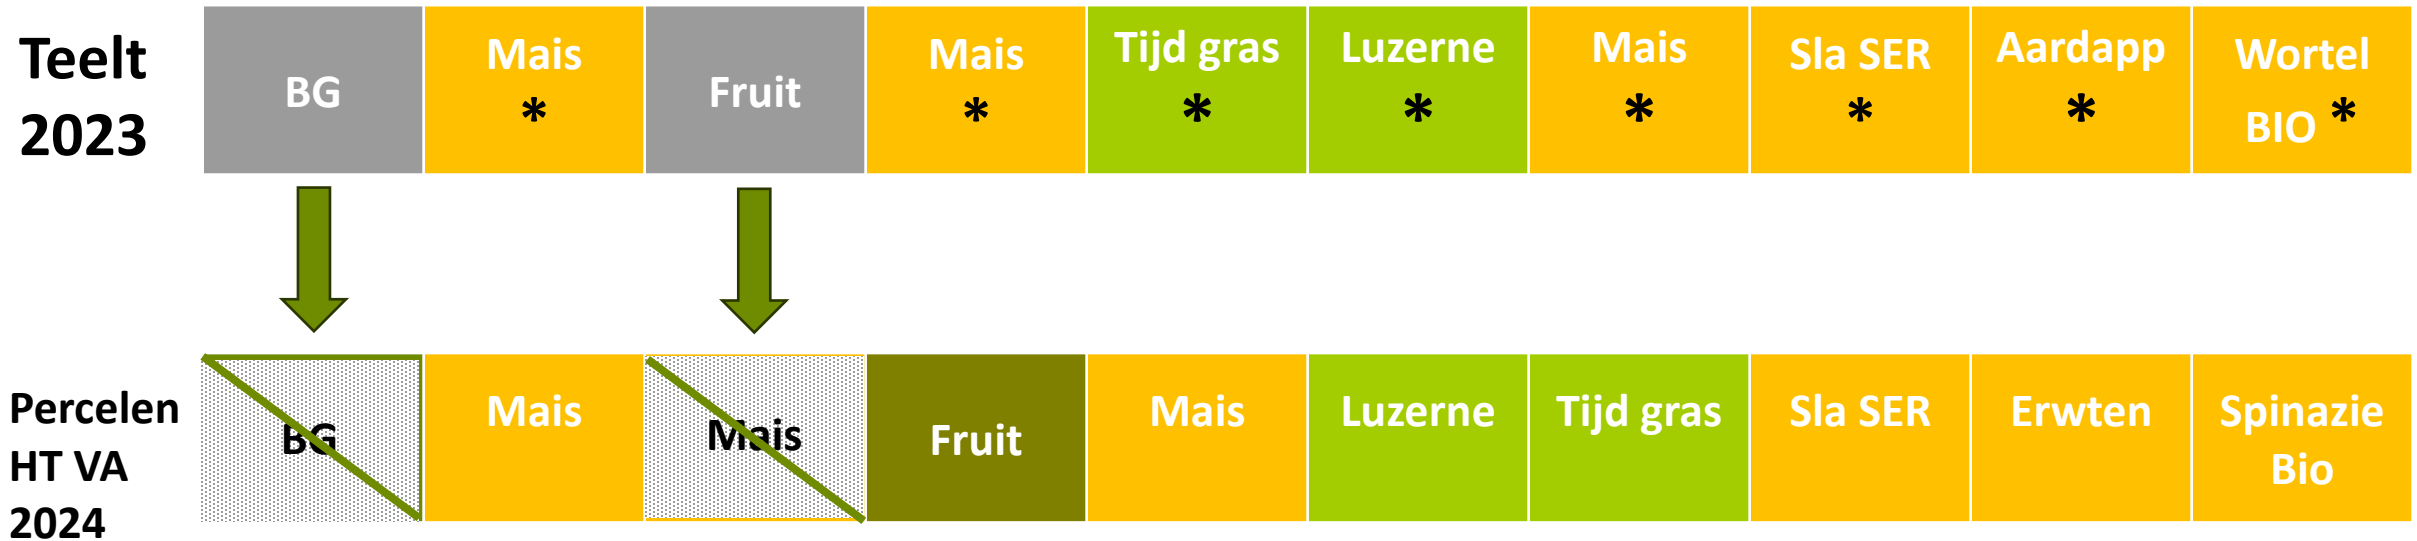 Teelt
2023
BG
Mais
*
Fruit
Mais
*
Tijd gras
*
Luzerne
*
Mais
*
Sla SER
*
Aardapp
*
Wortel
BIO *
Percelen
HT VA
2024
BG
Mais
Mais
Fruit
Mais
Luzerne
Tijd gras
Sla SER
Erwten
Spinazie
Bio